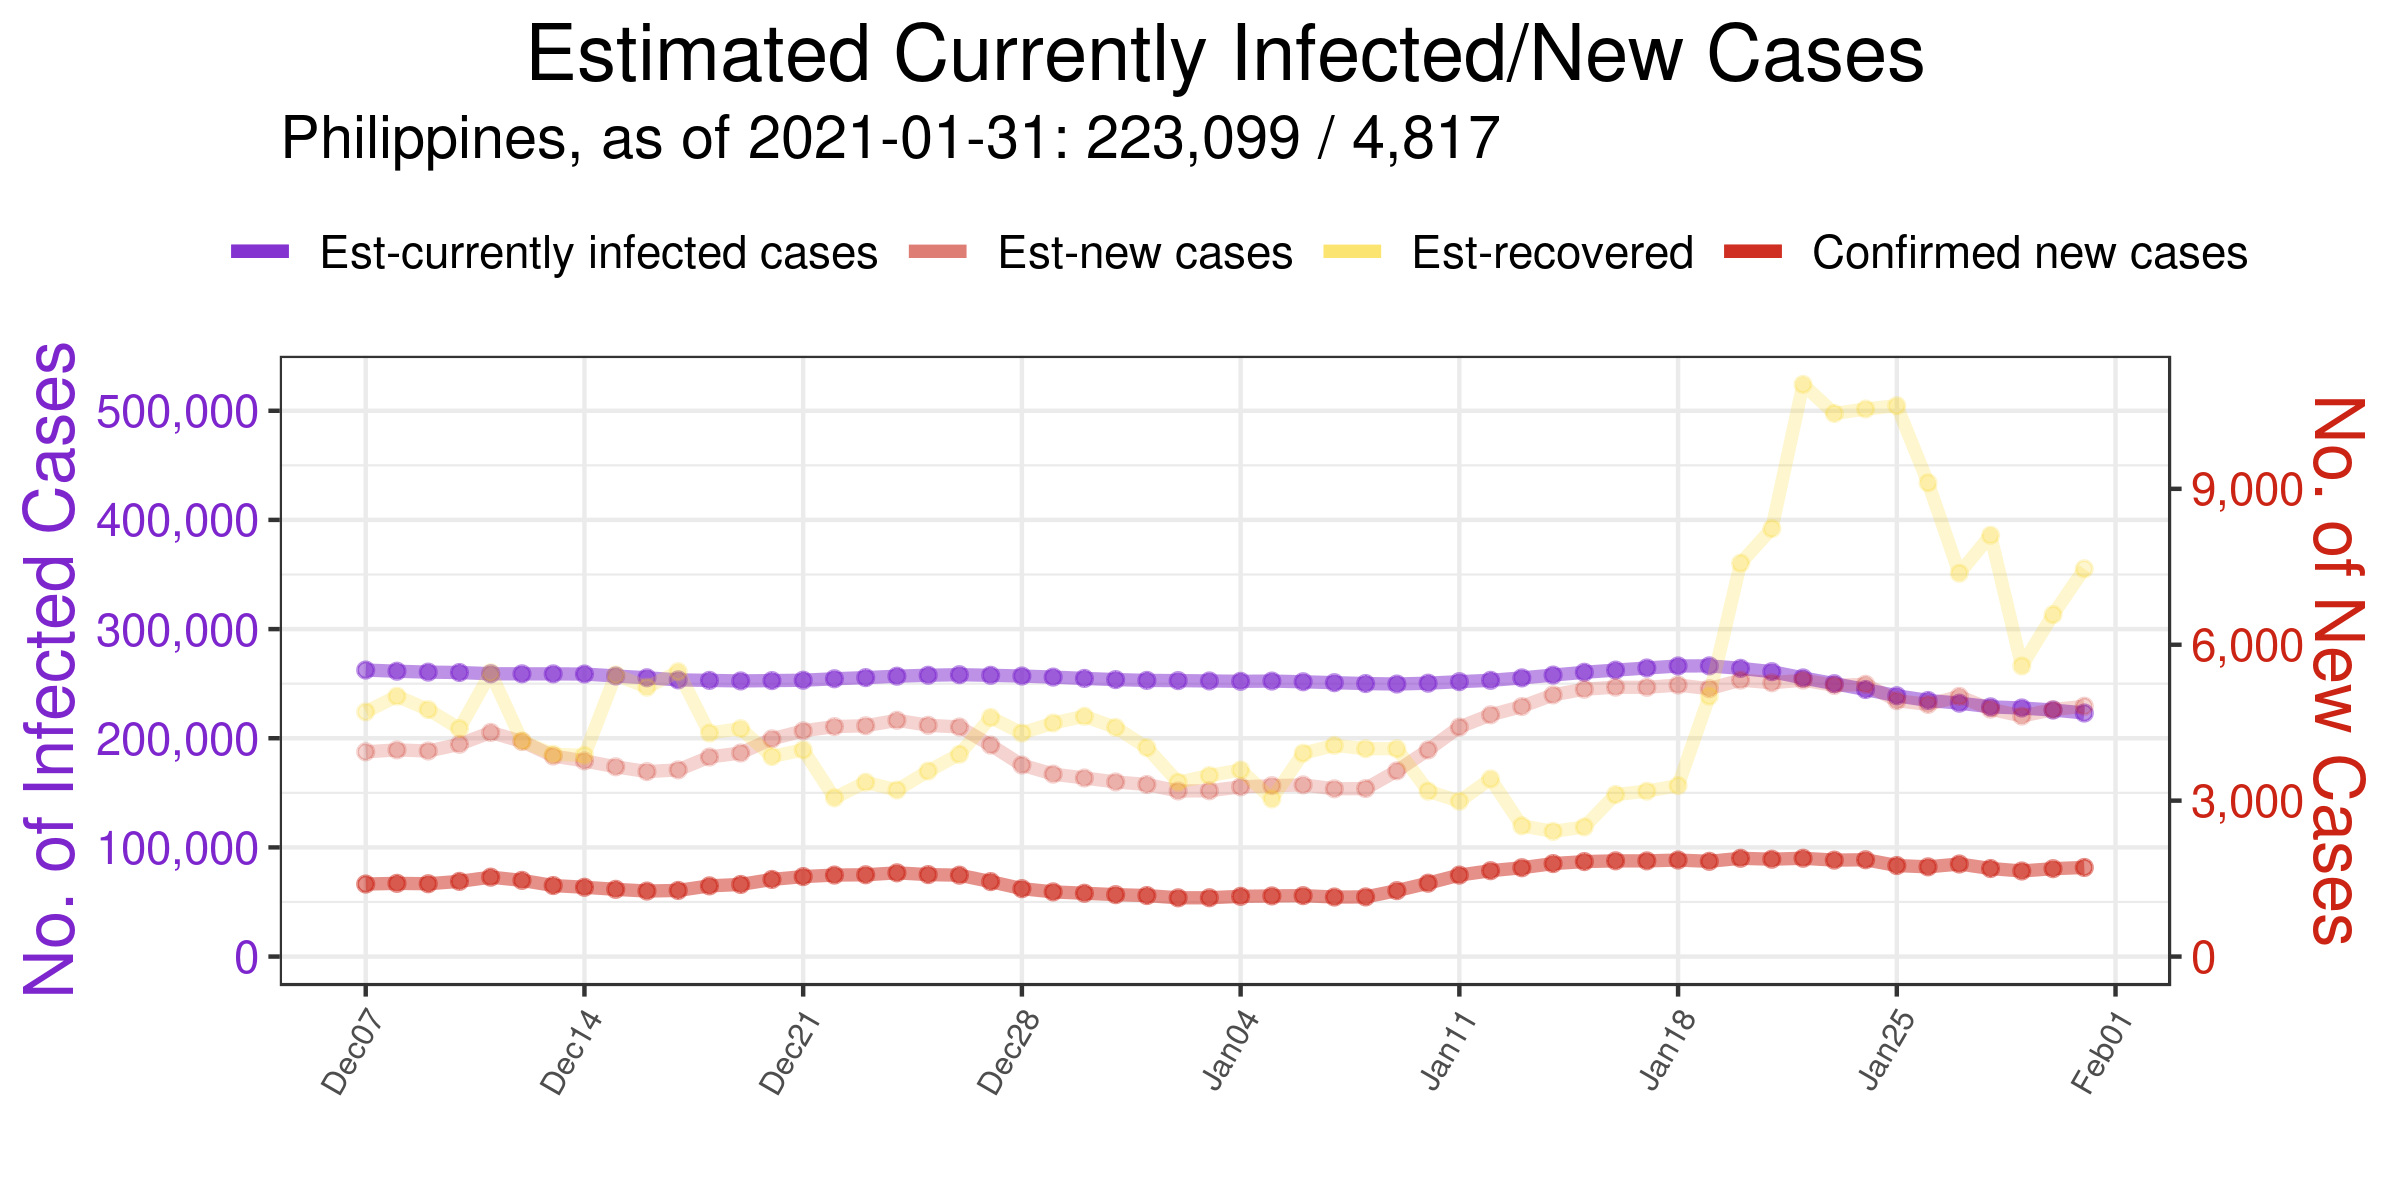 Estimated Currently Infected/New Cases
Philippines, as of 2021-01-31: 223,099 / 4,817
Est-currently infected cases Est-new cases Est-recovered Confirmed new cases
No. of Infected Cases
500,000
400,000
300,000
200,000
100,000
0
9,000
6,000
3,000
0
No. of New Cases
Dec07 Dec14 Dec21 Dec28 Jan04 Jan11 Jan18 Jan25 Feb01